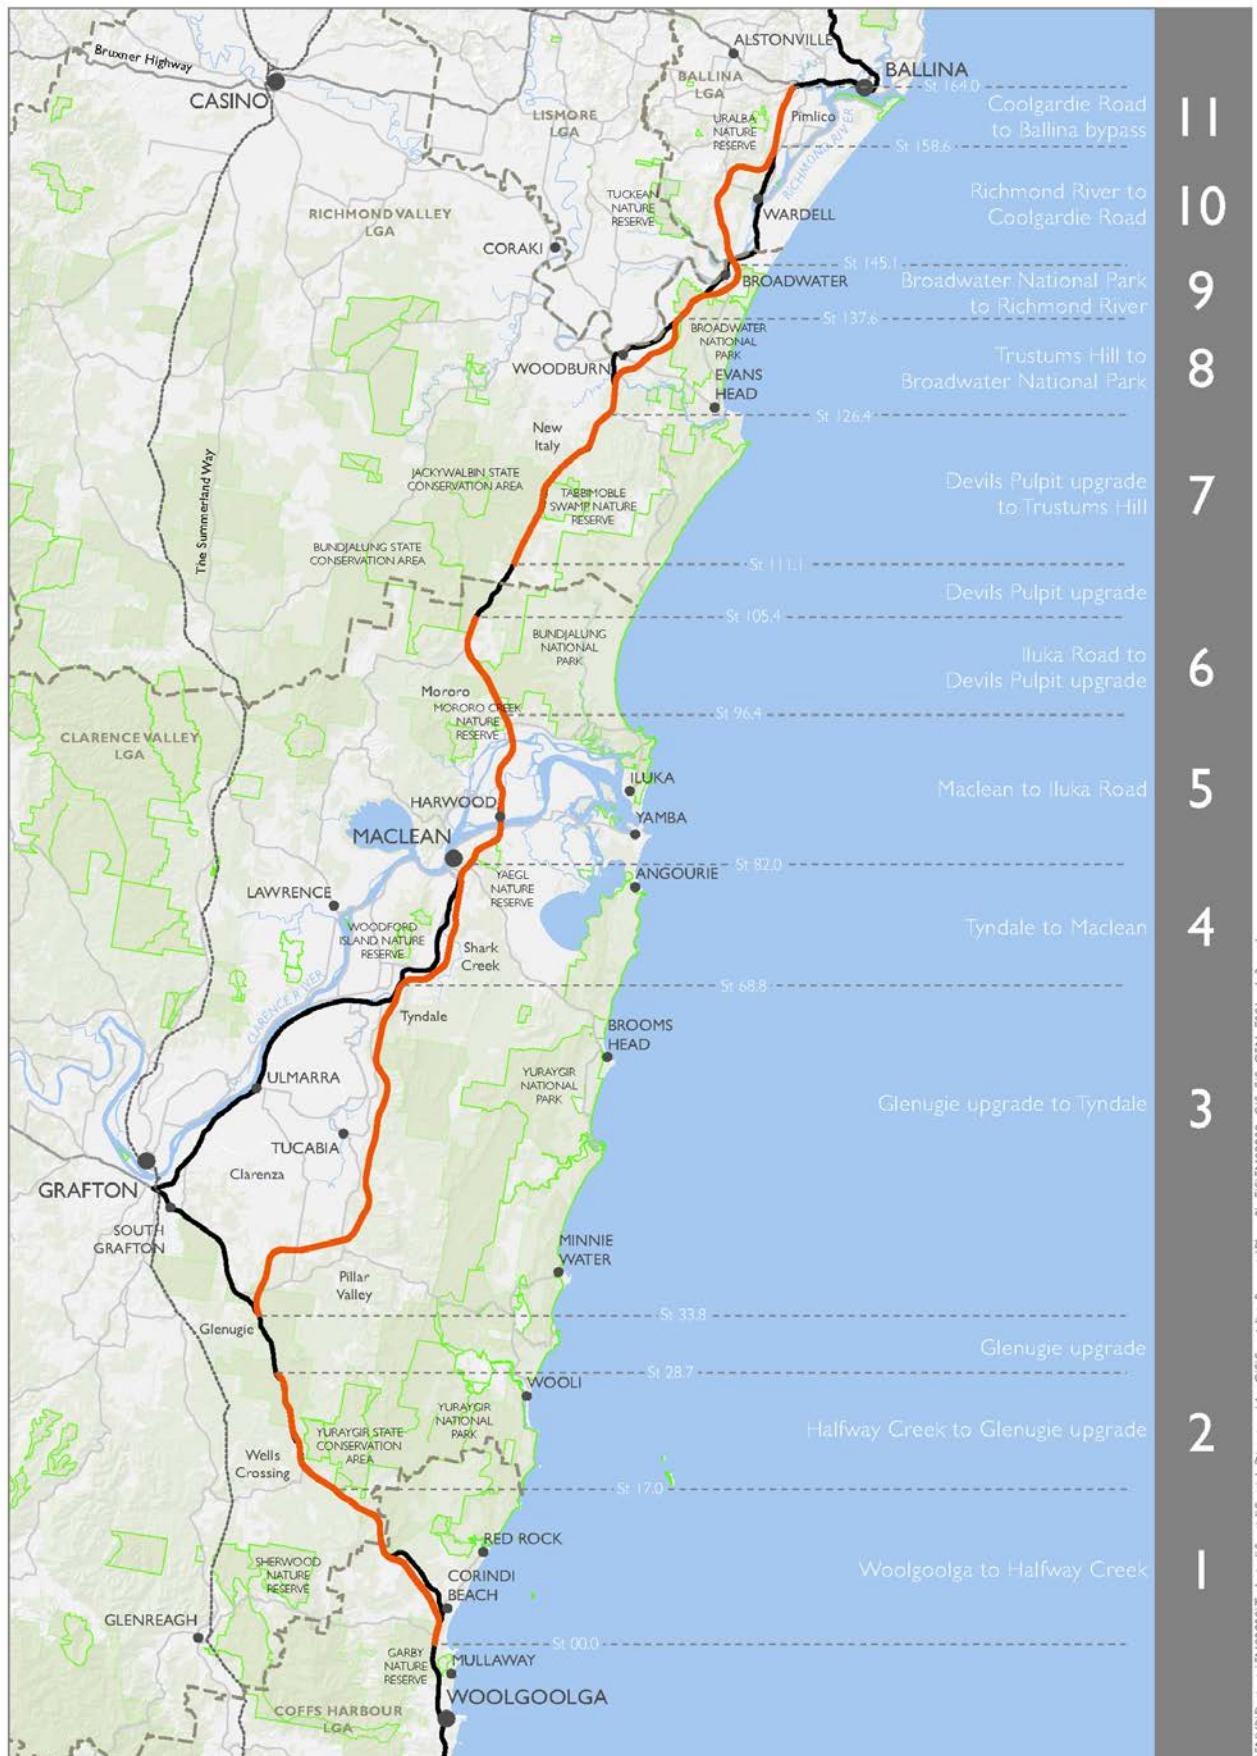 ALSTONVILLE
Bruxner Highway
BALLINA
BALLINA
LGA
St 164.0
CASINO
Coolgardie Road
to Ballina bypass
11
LISMORE
LGA
URALBA
NATURE
RESERVE
Pimlico
RICHMOND RIVER
St 158.6
TUCKEAN
NATURE
RESERVE
Richmond River to
Coolgardie Road
10
RICHMOND VALLEY
LGA
WARDELL
CORAKI
St 145.1
BROADWATER
Broadwater National Park
to Richmond River
9
St 137.6
BROADWATER
NATIONAL
PARK
WOODBURN
Trustums Hill to
Broadwater National Park
8
EVANS
HEAD
St 126.4
New
Italy
The Summerland Way
JACKYWALBIN STATE
CONSERVATION AREA
TABBIMOBLE
SWAMP NATURE
RESERVE
Devils Pulpit upgrade
to Trustums Hill
7
BUNDJALUNG STATE
CONSERVATION AREA
St 111.1
Devils Pulpit upgrade
St 105.4
BUNDJALUNG
NATIONAL
PARK
Iluka Road to
Devils Pulpit upgrade
6
Mororo
MORORO CREEK
NATURE
RESERVE
St 96.4
CLARENCE VALLEY
LGA
ILUKA
Maclean to Iluka Road
5
HARWOOD
YAMBA
MACLEAN
St 82.0
ANGOURIE
YAEGL
NATURE
RESERVE
LAWRENCE
WOODFORD
ISLAND NATURE
RESERVE
Tyndale to Maclean
4
Shark
Creek
St 68.8
CLARENCE RIVER
Tyndale
BROOMS
HEAD
ULMARRA
YURAYGIR
NATIONAL
PARK
Glenugie upgrade to Tyndale
3
TUCABIA
Clarenza
GRAFTON
SOUTH
GRAFTON
MINNIE
WATER
Pillar
Valley
St 33.8
Glenugie
Glenugie upgrade
St 28.7
WOOLI
YURAYGIR
NATIONAL
PARK
YURAYGIR STATE
CONSERVATION
AREA
Halfway Creek to Glenugie upgrade
2
Wells
Crossing
St 17.0
RED ROCK
SHERWOOD
NATURE
RESERVE
CORINDI
BEACH
Woolgoolga to Halfway Creek
1
GLENREAGH
St 00.0
GARBY
NATURE
RESERVE
MULLAWAY
WOOLGOOLGA
COFFS HARBOUR
LGA